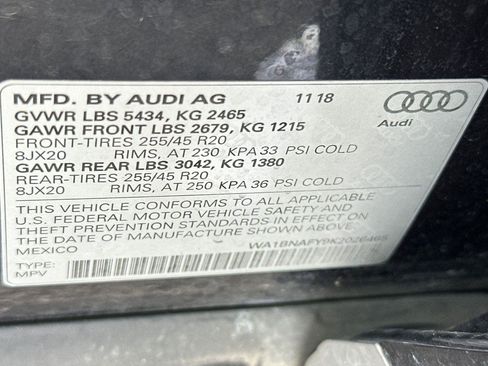 MFD. BY AUDI AG 11 18
GVWR LBS 5434, KG 2465
GAWR FRONT LBS 2679, KG 1215
FRONT-TIRES 255/45 R20
8JX20 RIMS, AT 230 KPA 33 PSI COLD
GAWR REAR LBS 3042, KG 1380
REAR-TIRES 255/45 R20
8JX20 RIMS, AT 250 KPA 36 PSI COLD
Audi
THIS VEHICLE CONFORMS TO ALL APPLICABLE
U.S. FEDERAL MOTOR VEHICLE SAFETY AND
THEFT PREVENTION STANDARDS IN EFFECT ON
THE DATE OF MANUFACTURE SHOWN ABOVE.
MEXICO
WA1BNAFY9K2026465
TYPE:
MPV